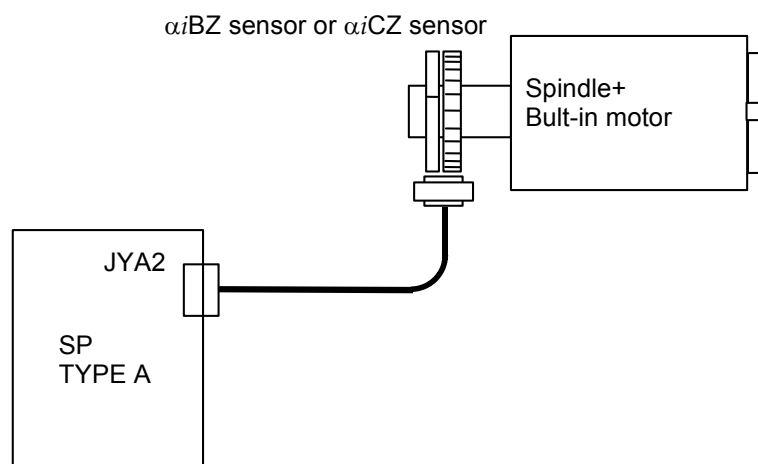 αiBZ sensor or αiCZ sensor
Spindle+
Bult-in motor
JYA2
SP
TYPE A